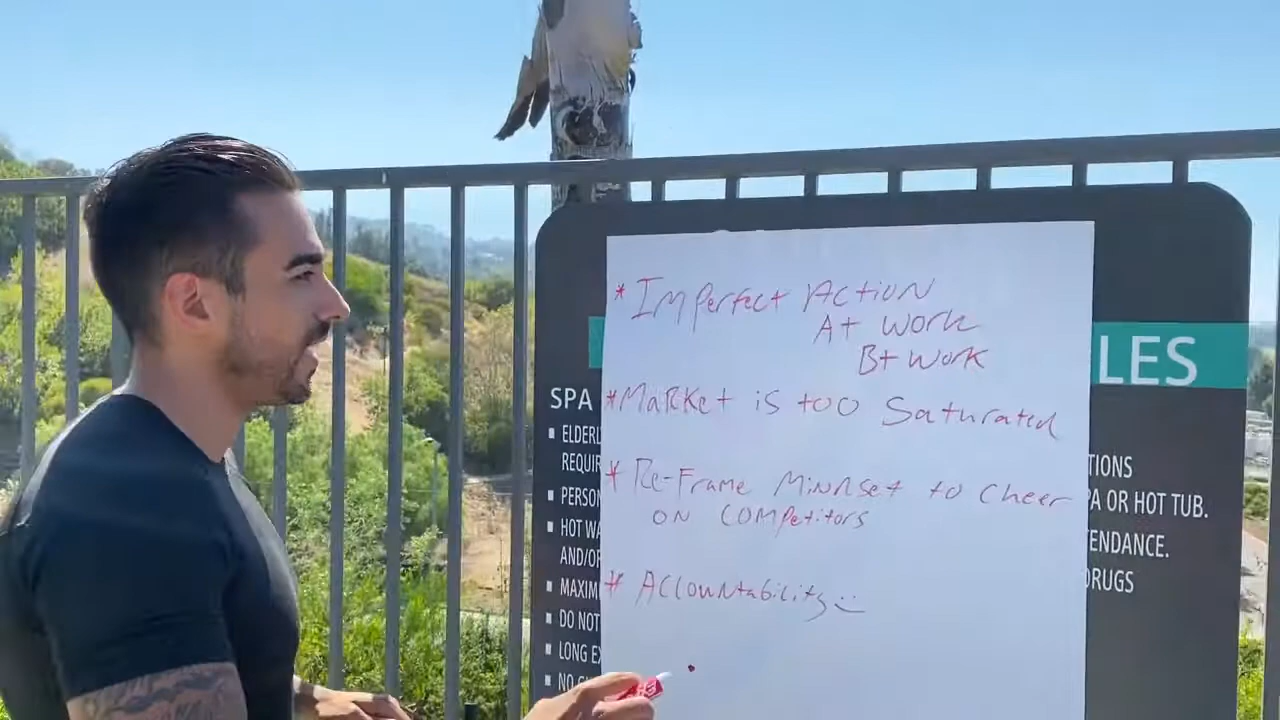 * Imperfect Action
A+ work
B+ work
*Market is too saturated
* Re-Frame Mindset to cheer
on competitors
* Accountability :)
LES
SPA
▪ ELDERL
REQUIR
▪ PERSON
▪ HOT WA
AND/OR
▪ MAXIM
▪ DO NOT
▪ LONG EX
▪ NO
TIONS
PA OR HOT TUB.
ENDANCE.
DRUGS